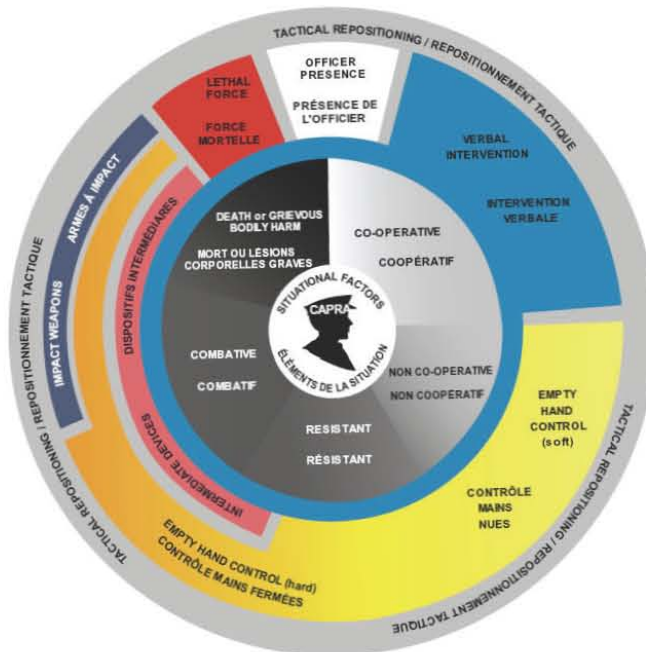 TACTICAL REPOSITIONING / REPOSITIONNEMENT TACTIQUE
OFFICER
PRESENCE
PRÉSENCE DE
L'OFFICIER
LETHAL
FORCE
FORCE
MORTELLE
VERBAL
INTERVENTION
INTERVENTION
VERBALE
ARMES À IMPACT
IMPACT WEAPONS
DISPOSITIFS INTERMÉDIARES
INTERMEDIATE DEVICES
DEATH or GRIEVOUS
BODILY HARM
MORT OU LÉSIONS
CORPORELLES GRAVES
CO-OPERATIVE
COOPÉRATIF
SITUATIONAL FACTORS
CAPRA
ÉLÉMENTS DE LA SITUATION
COMBATIVE
COMBATIF
NON CO-OPERATIVE
NON COOPÉRATIF
RESISTANT
RÉSISTANT
EMPTY
HAND
CONTROL
(soft)
CONTRÔLE
MAINS
NUES
EMPTY HAND CONTROL (hard)
CONTRÔLE MAINS FERMÉES
TACTICAL REPOSITIONING / REPOSITIONNEMENT TACTIQUE
TACTICAL REPOSITIONING / REPOSITIONNEMENT TACTIQUE